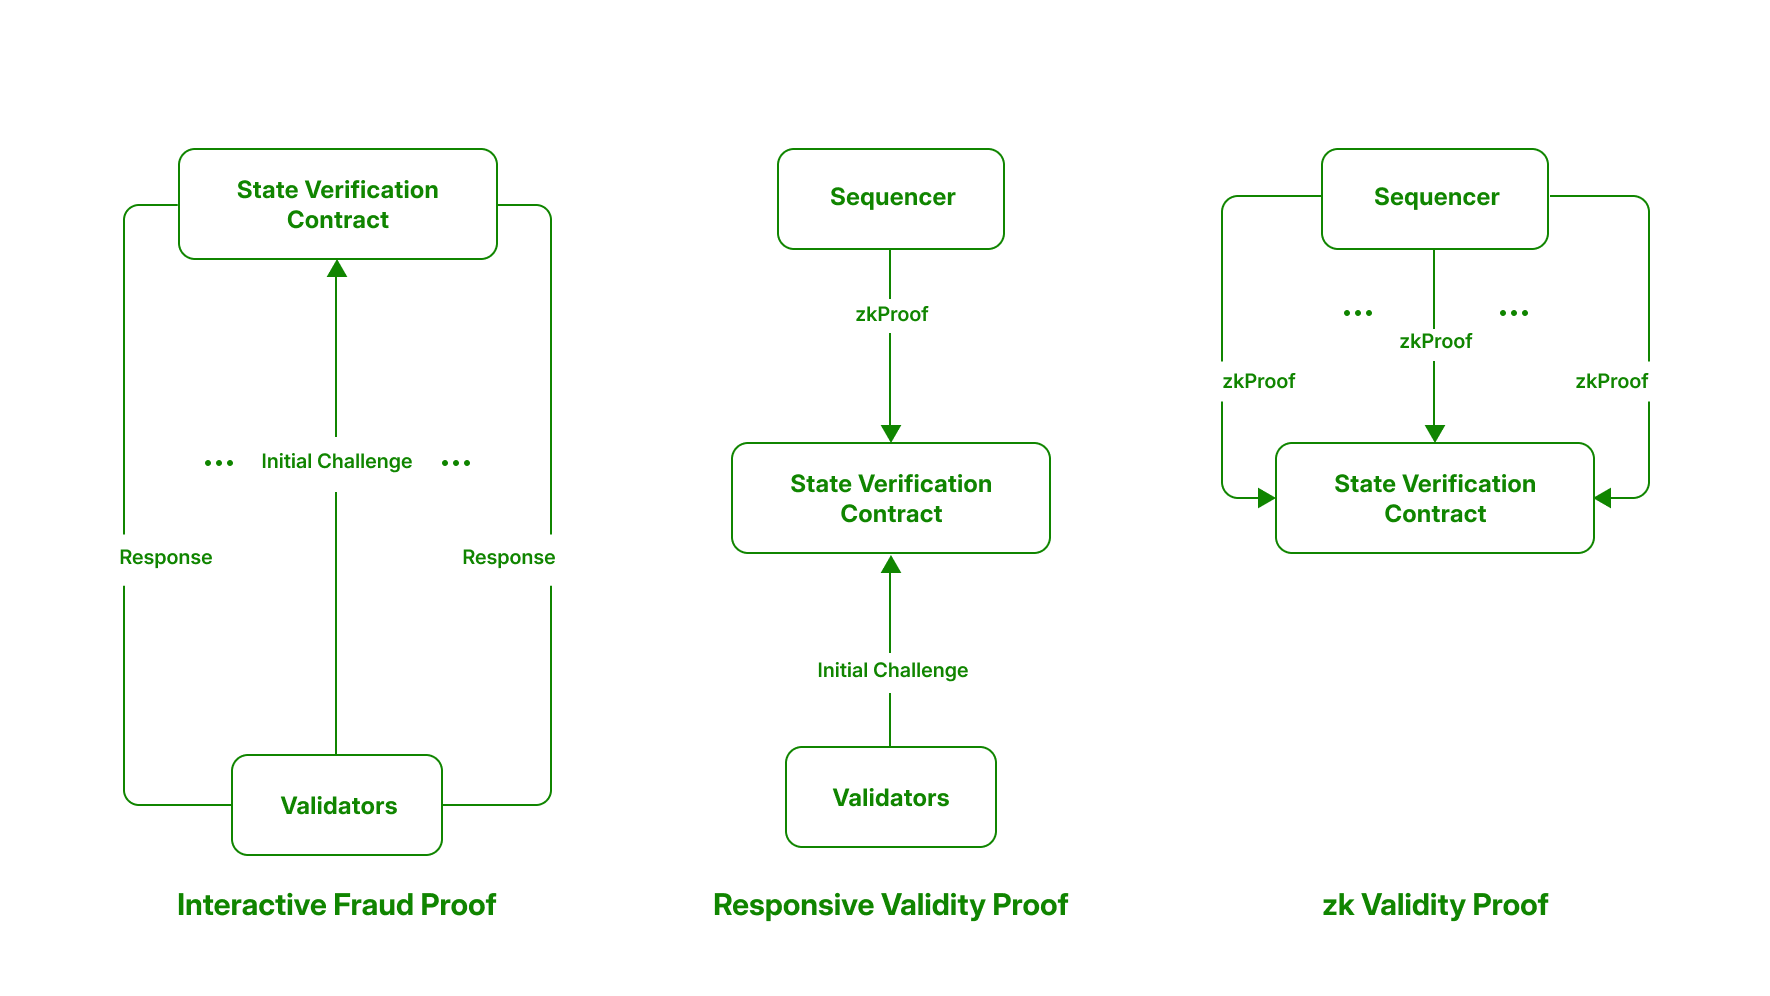 State Verification
Contract
••• Initial Challenge •••
Response
Response
Validators
Interactive Fraud Proof
Sequencer
zkProof
State Verification
Contract
Initial Challenge
Validators
Responsive Validity Proof
Sequencer
•••
•••
zkProof
zkProof
zkProof
State Verification
Contract
zk Validity Proof